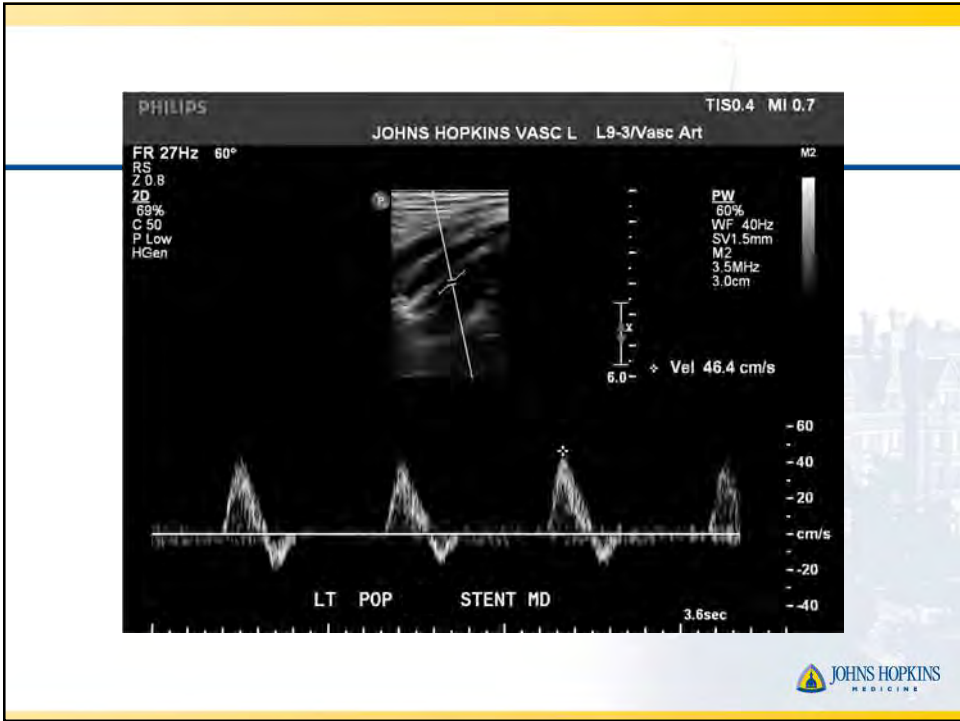 PHILIPS
TIS0.4 MI 0.7
JOHNS HOPKINS VASC L L9-3/Vasc Art
FR 27Hz 60°
RS
Z 0.8
2D
69%
C 50
P Low
HGen
P
M2
PW
60%
WF 40Hz
SV1.5mm
M2
3.5MHz
3.0cm
x
6.0
Vel 46.4 cm/s
60
40
20
cm/s
-20
-40
LT POP STENT MD
3.6sec
JOHNS HOPKINS
MEDICINE